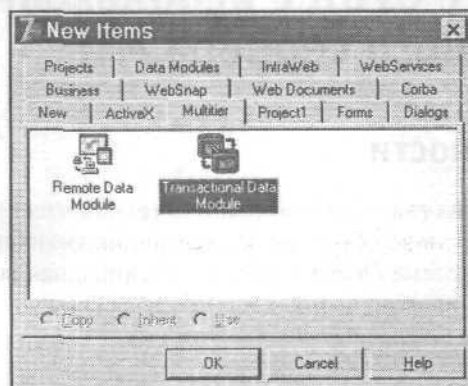 New Items
Projects Data Modules IntraWeb WebServices
Business WebSnap Web Documents Corba
New ActiveX Multitier Project1 Forms Dialogs
Remote Data Module
Transactional Data Module
Copy Inherit Use
OK Cancel Help